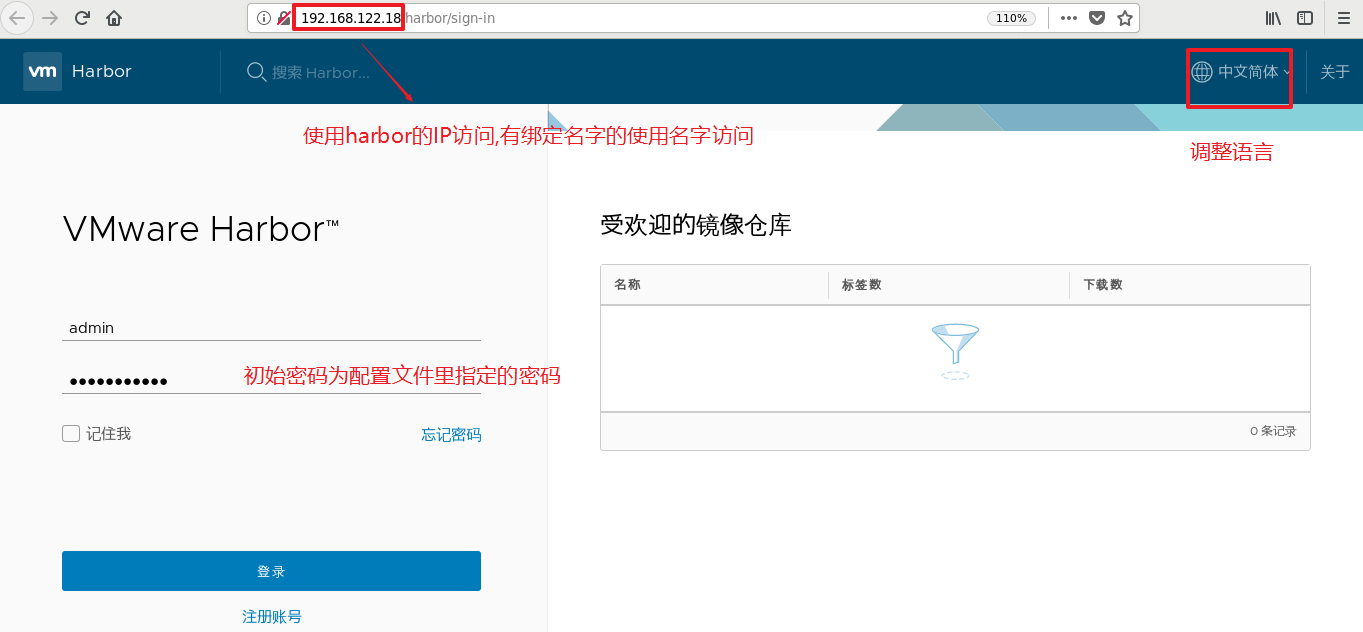 192.168.122.18/harbor/sign-in
110%
vm Harbor
搜索 Harbor...
中文简体
关于
使用harbor的IP访问,有绑定名字的使用名字访问
调整语言
VMware Harbor™
受欢迎的镜像仓库
名称 标签数 下载数
admin
初始密码为配置文件里指定的密码
记住我
忘记密码
0 条记录
登录
注册账号